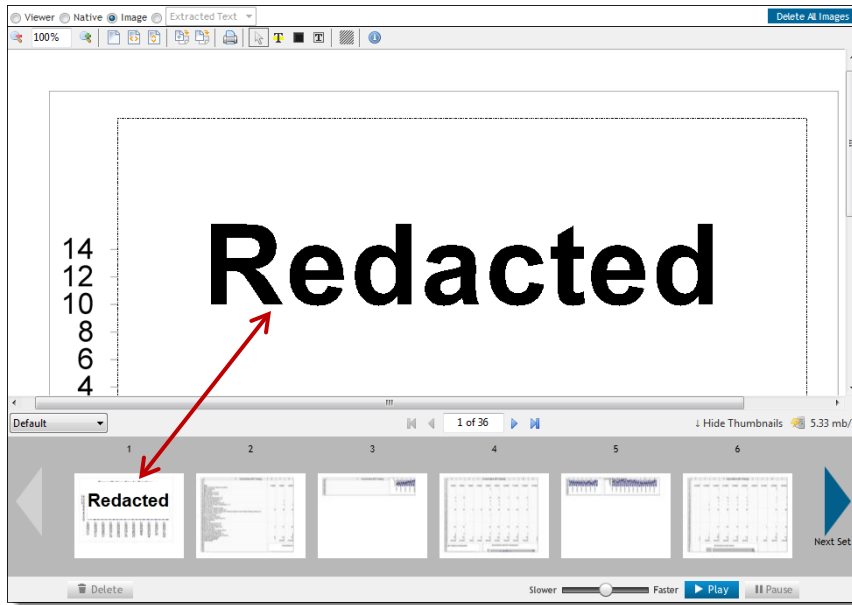 Viewer Native Image Extracted Text Delete All Images
100% T T
Redacted
14
12
10
8
6
4
Default 1 of 36 ↓ Hide Thumbnails 5.33 mb/
1 2 3 4 5 6
Redacted
Next Set
Delete Slower Faster Play Pause